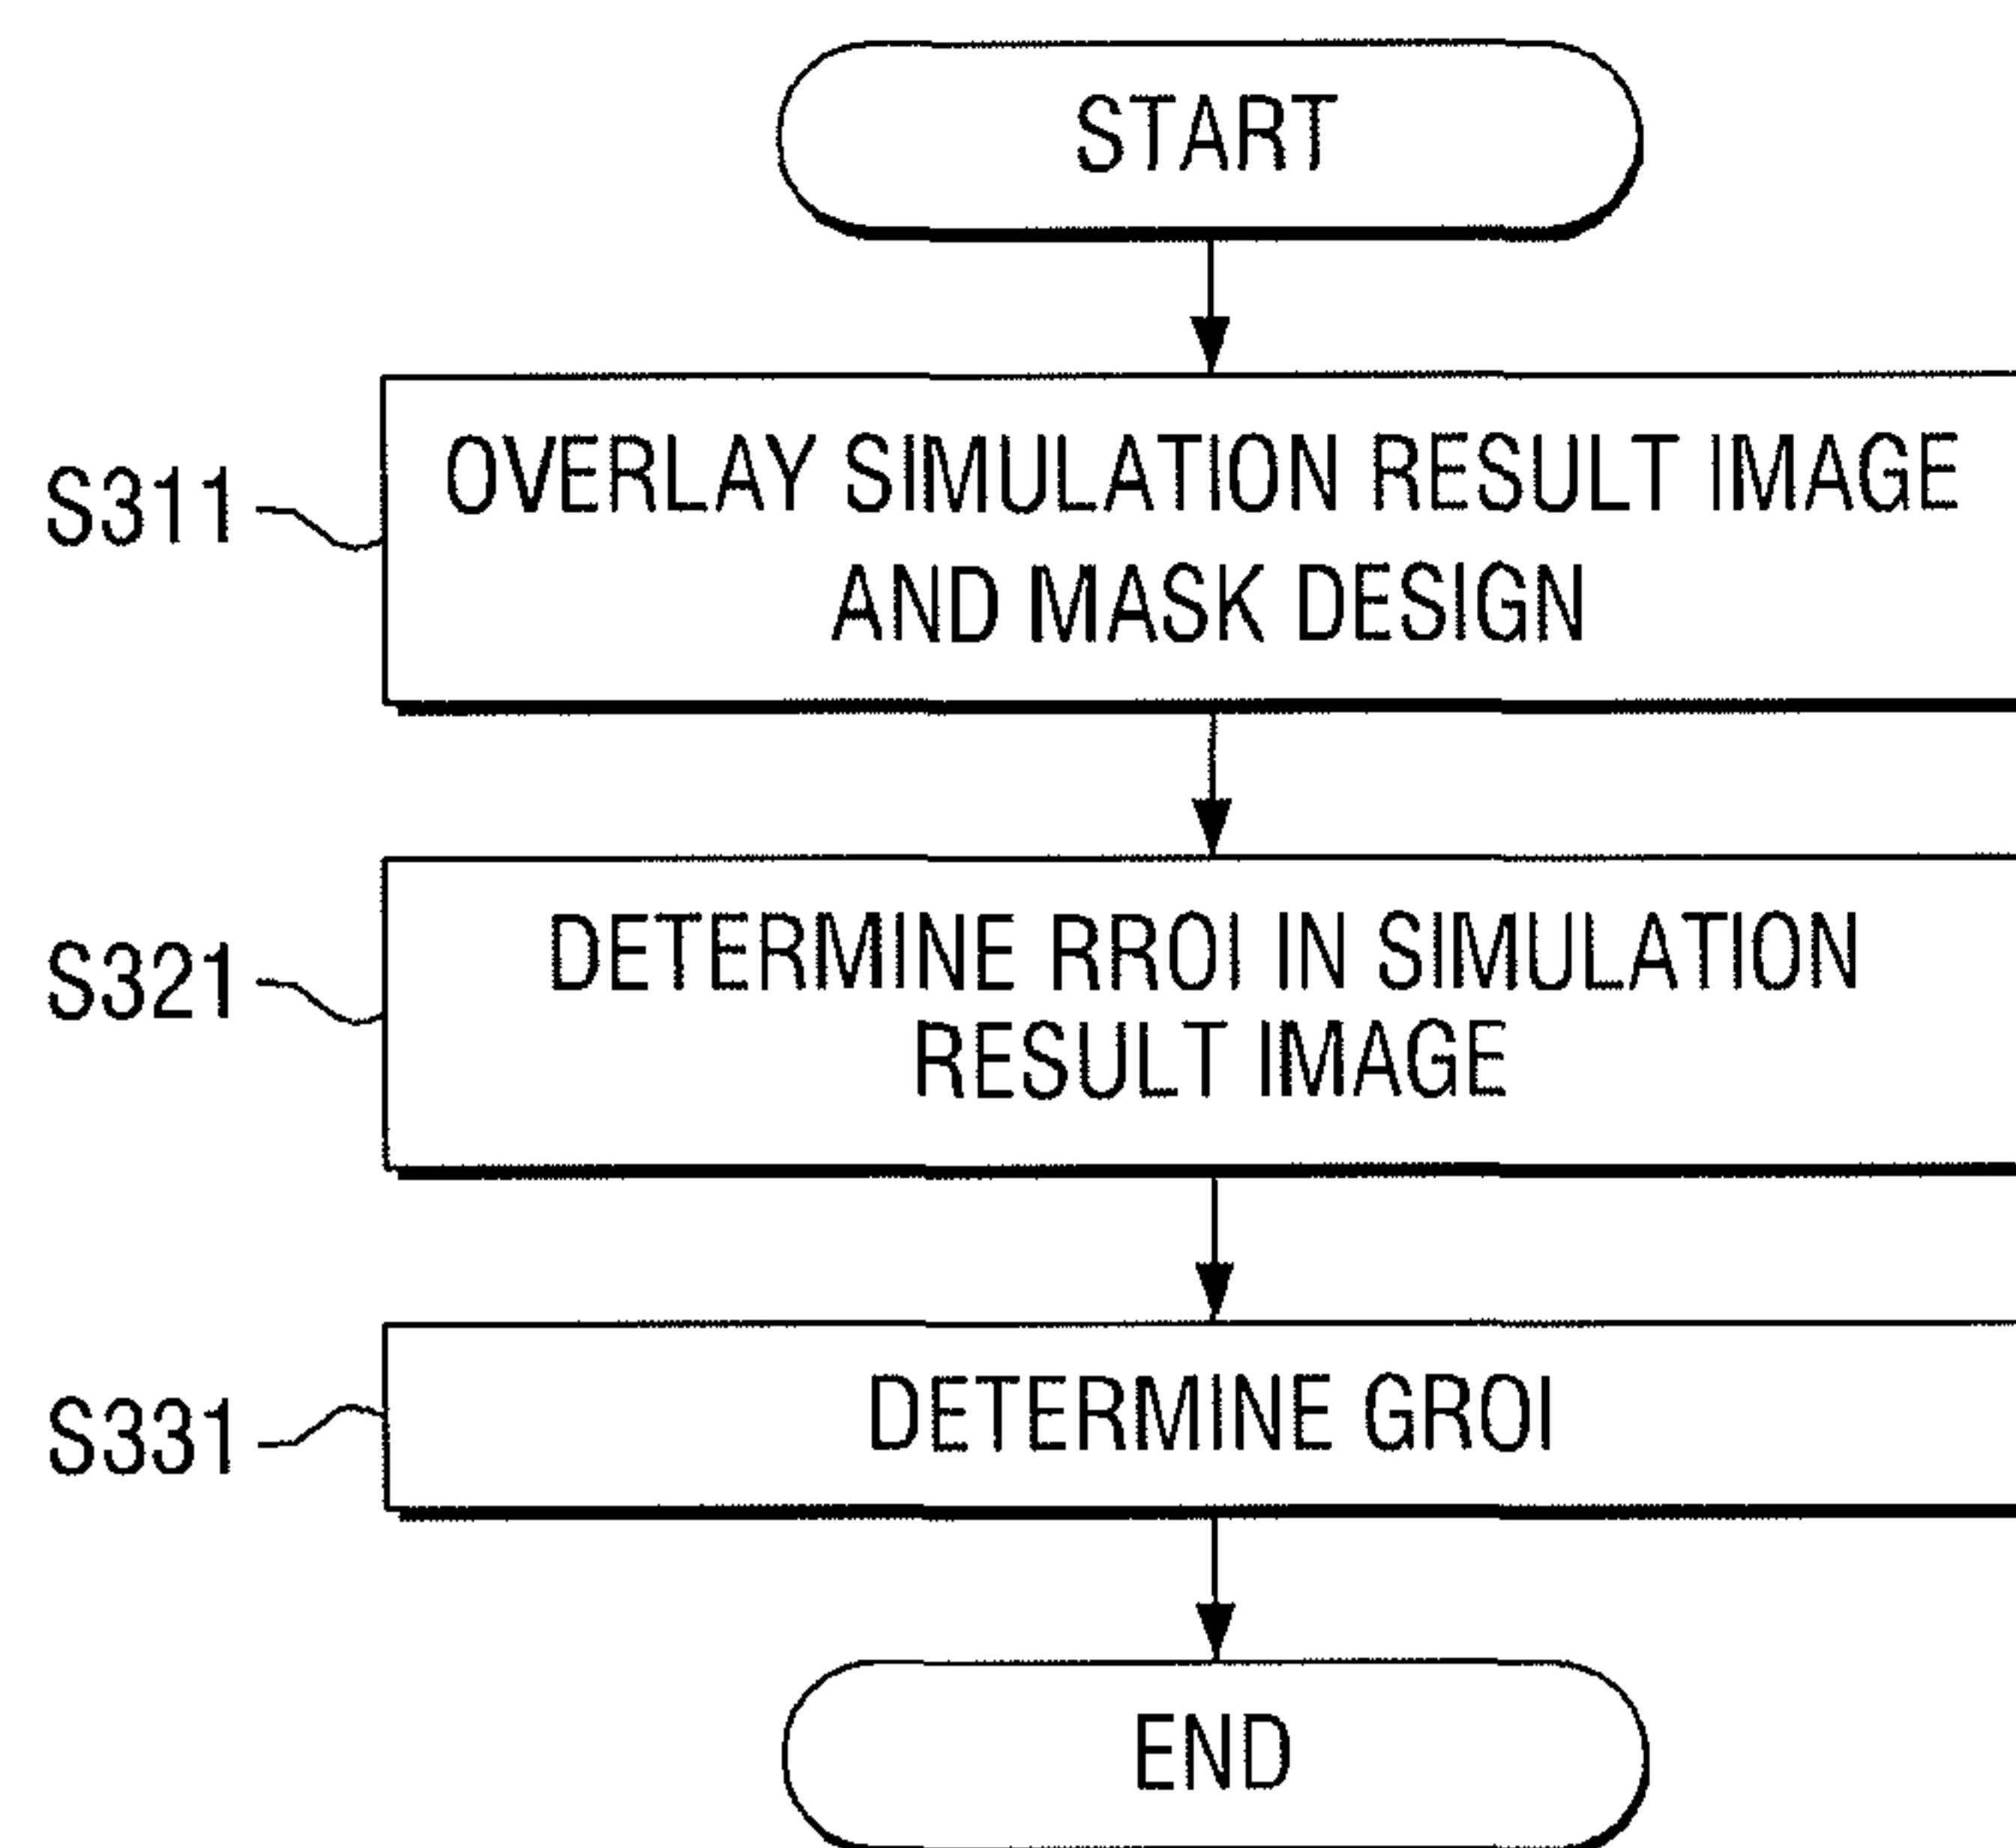 START
S311
OVERLAY SIMULATION RESULT IMAGE
AND MASK DESIGN
S321
DETERMINE RROI IN SIMULATION
RESULT IMAGE
S331
DETERMINE GROI
END